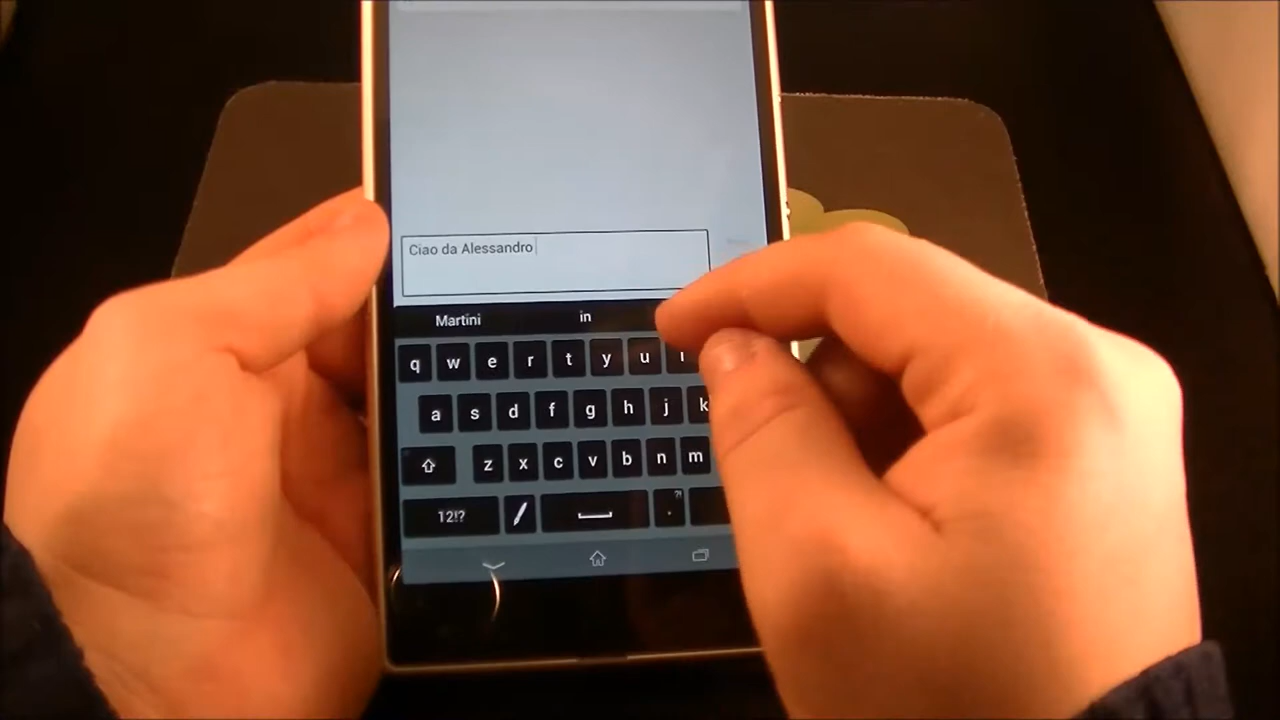 Ciao da Alessandro
Martini in
q w e r t y u
a s d f g h j k
z x c v b n m
12!? . ?!